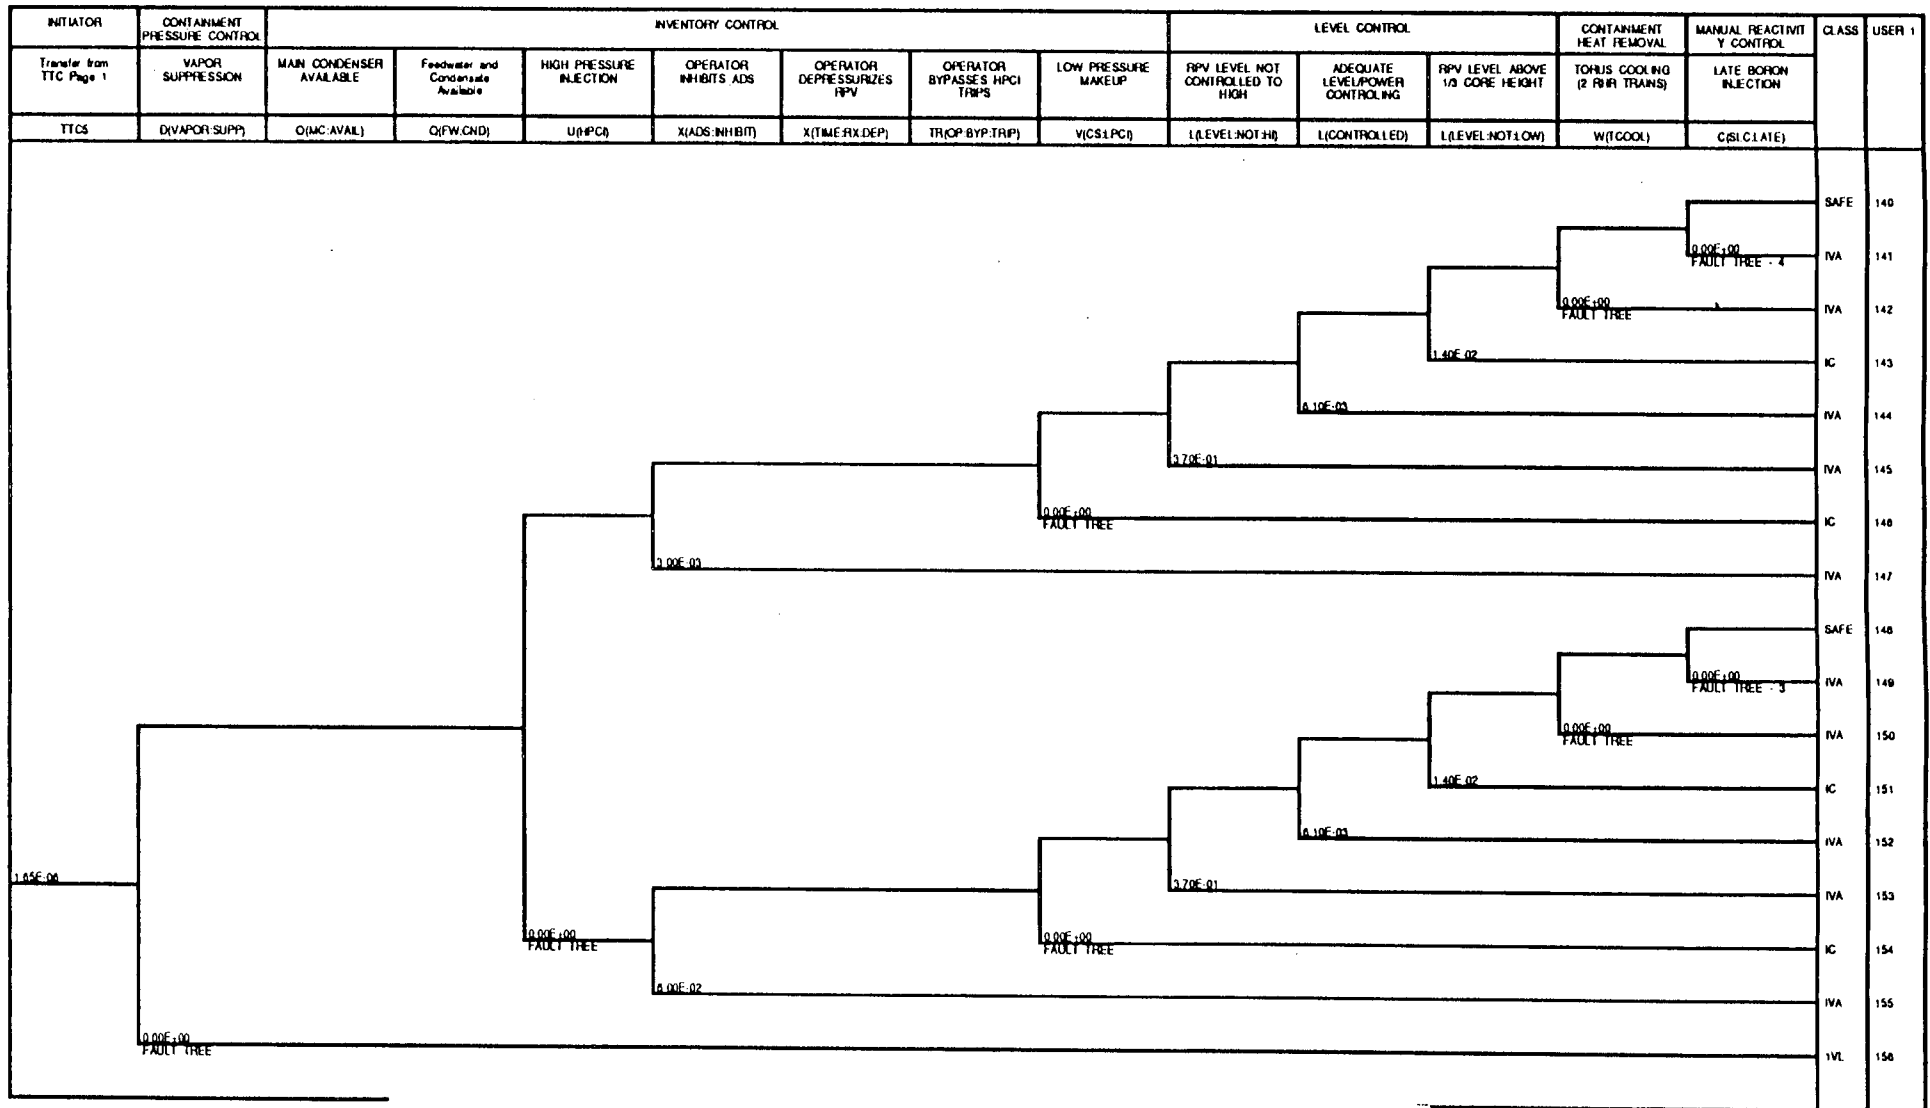 INITIATOR
CONTAINMENT
PRESSURE CONTROL
INVENTORY CONTROL
LEVEL CONTROL
CONTAINMENT
HEAT REMOVAL
MANUAL REACTIVIT
Y CONTROL
CLASS
USER 1
Transfer from
TTC Page 1
VAPOR
SUPPRESSION
MAIN CONDENSER
AVAILABLE
Feedwater and
Condensate
Available
HIGH PRESSURE
INJECTION
OPERATOR
INHIBITS ADS
OPERATOR
DEPRESSURIZES
RPV
OPERATOR
BYPASSES HPCI
TRIPS
LOW PRESSURE
MAKEUP
RPV LEVEL NOT
CONTROLLED TO
HIGH
ADEQUATE
LEVEL/POWER
CONTROLING
RPV LEVEL ABOVE
1/3 CORE HEIGHT
TORUS COOLING
(2 RHR TRAINS)
LATE BORON
INJECTION
TTC5
D(VAPOR:SUPP)
Q(MC:AVAIL)
Q(FW:CND)
U(HPCI)
X(ADS:INHIBIT)
X(TIME:RX:DEP)
TR(OP:BYP:TRIP)
V(CS:LPCI)
L(LEVEL:NOT:HI)
L(CONTROLLED)
L(LEVEL:NOT:LOW)
W(TCOOL)
C(SLC:LATE)
SAFE 140
0.00E+00
FAULT TREE - 4
IVA 141
0.00E+00
FAULT TREE
IVA 142
1.40E-02
IC 143
6.10E-03
IVA 144
3.70E-01
IVA 145
0.00E+00
FAULT TREE
IC 146
3.00E-03
IVA 147
SAFE 148
0.00E+00
FAULT TREE - 3
IVA 149
0.00E+00
FAULT TREE
IVA 150
1.40E-02
IC 151
6.10E-03
IVA 152
1.65E-06
3.70E-01
IVA 153
0.00E+00
FAULT TREE
0.00E+00
FAULT TREE
IC 154
6.00E-02
IVA 155
0.00E+00
FAULT TREE
1VL 156